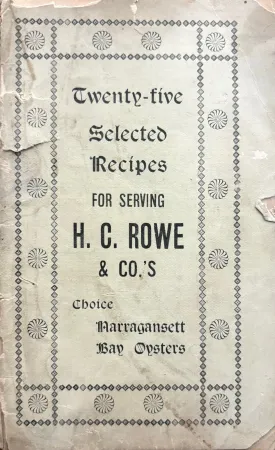 Twenty-five
Selected
Recipes
FOR SERVING
H. C. ROWE
& CO.'S
Choice
Narragansett
Bay Oysters